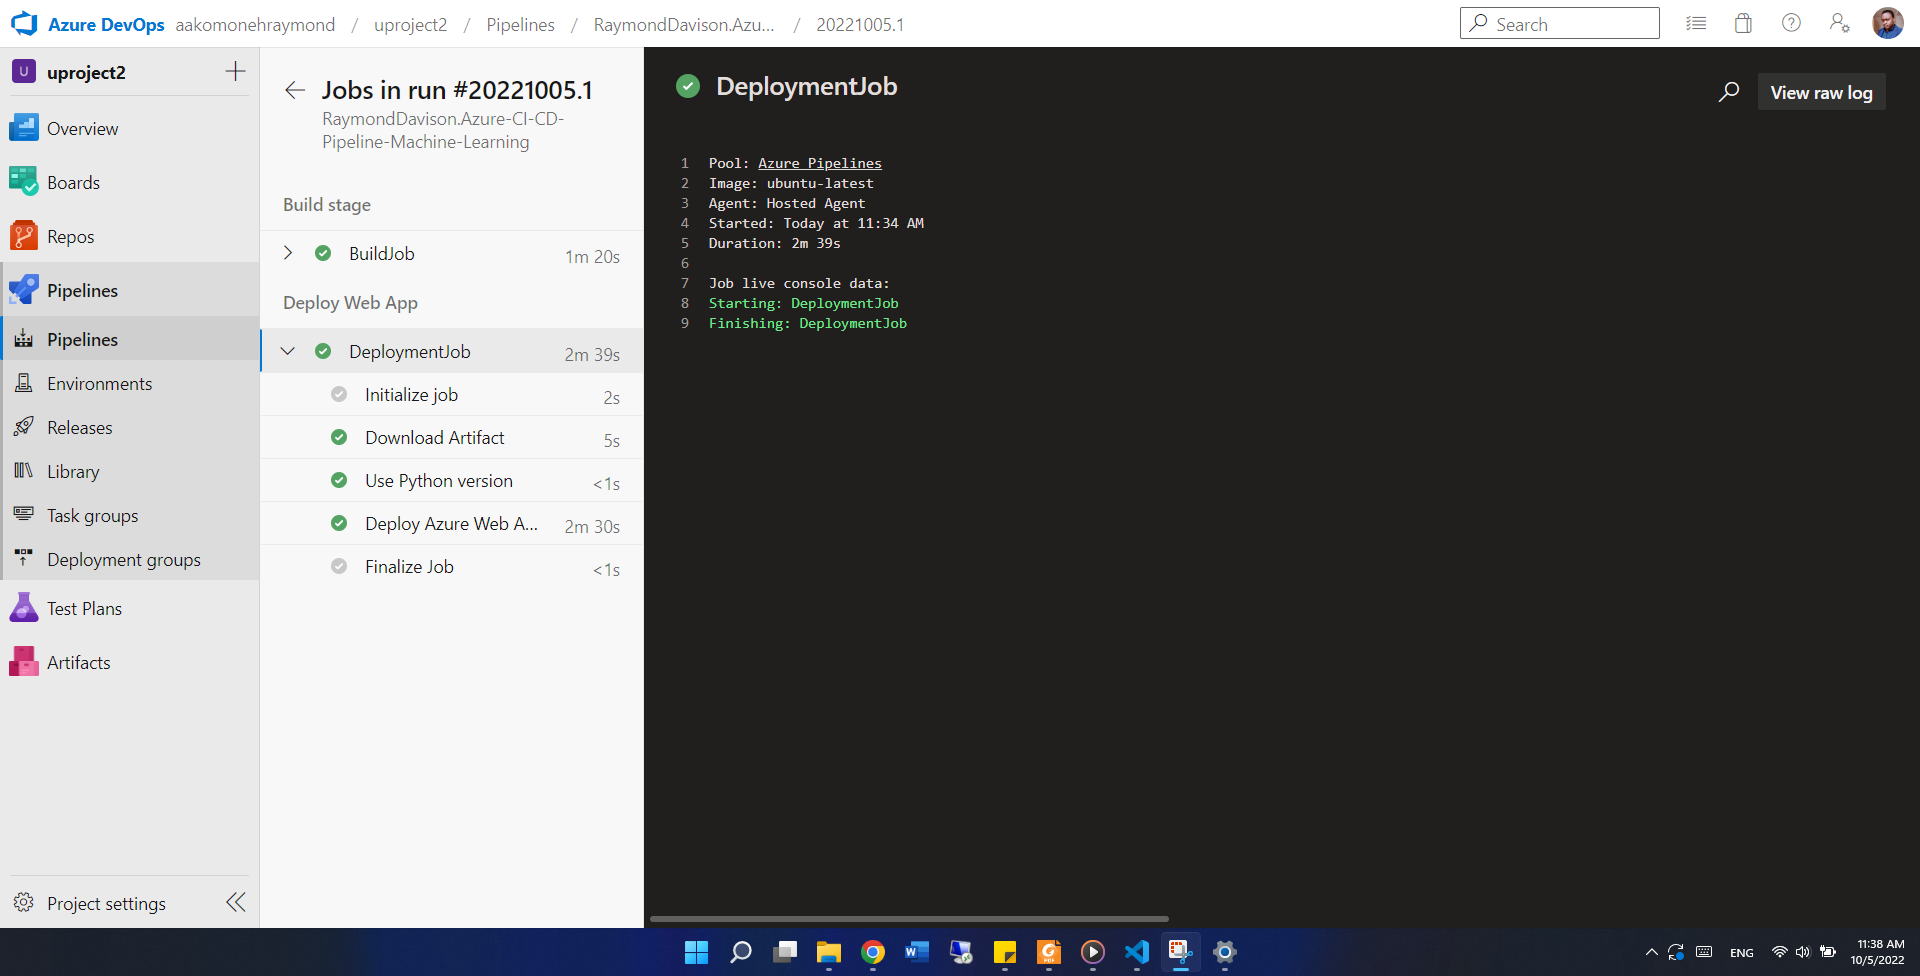 Azure DevOps aakomonehraymond / uproject2 / Pipelines / RaymondDavison.Azu... / 20221005.1
Search
U uproject2
Overview
Boards
Repos
Pipelines
Pipelines
Environments
Releases
Library
Task groups
Deployment groups
Test Plans
Artifacts
Project settings
Jobs in run #20221005.1
RaymondDavison.Azure-CI-CD-
Pipeline-Machine-Learning
Build stage
BuildJob 1m 20s
Deploy Web App
DeploymentJob 2m 39s
Initialize job 2s
Download Artifact 5s
Use Python version <1s
Deploy Azure Web A... 2m 30s
Finalize Job <1s
DeploymentJob
View raw log
1 Pool: Azure Pipelines
2 Image: ubuntu-latest
3 Agent: Hosted Agent
4 Started: Today at 11:34 AM
5 Duration: 2m 39s
6
7 Job live console data:
8 Starting: DeploymentJob
9 Finishing: DeploymentJob
ENG
11:38 AM
10/5/2022